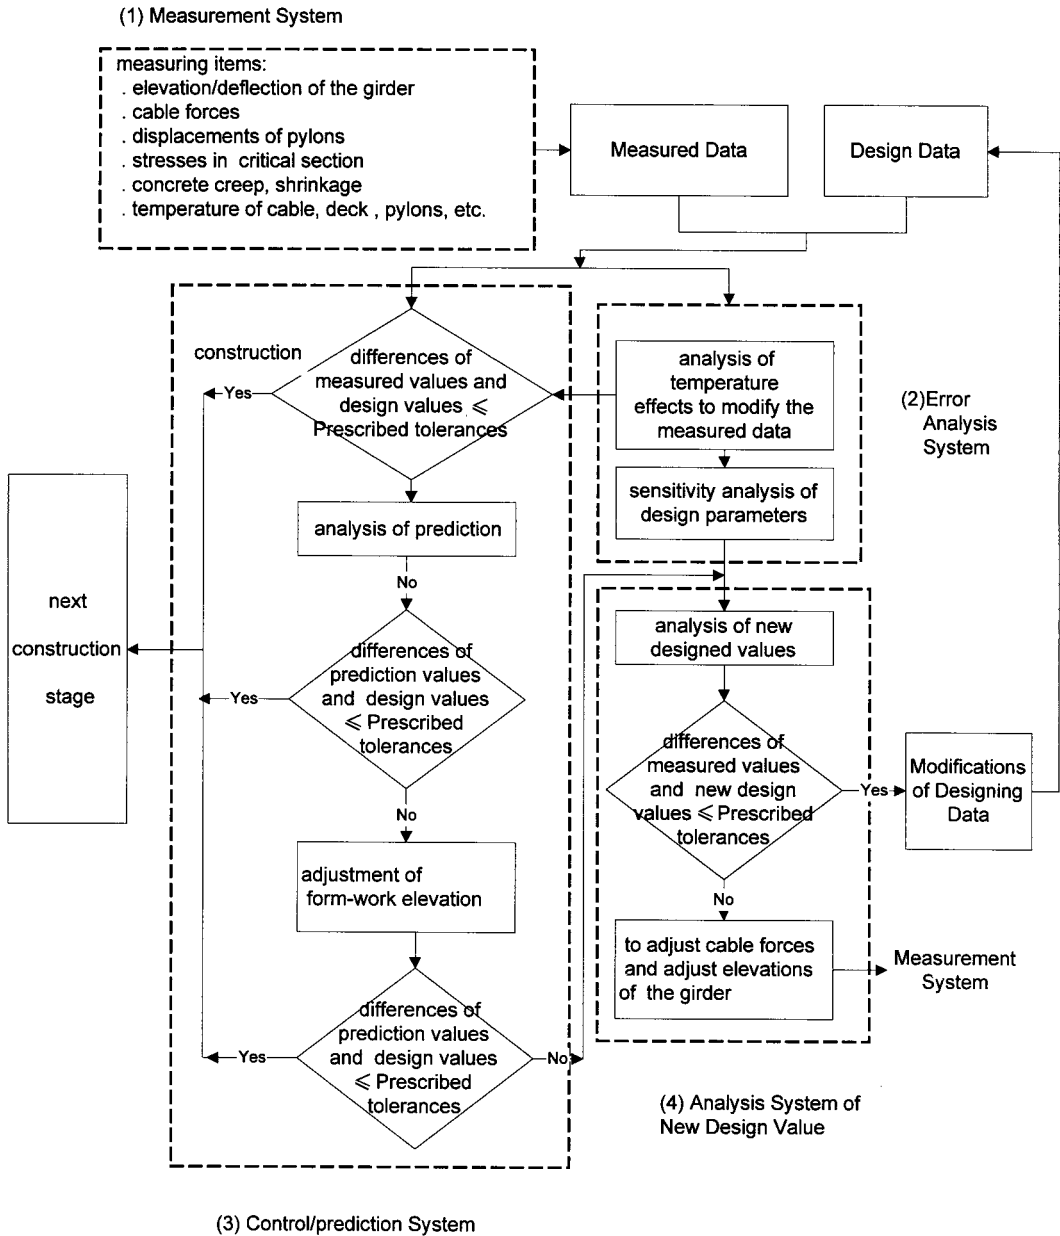 (1) Measurement System
measuring items:
. elevation/deflection of the girder
. cable forces
. displacements of pylons
. stresses in critical section
. concrete creep, shrinkage
. temperature of cable, deck , pylons, etc.
Measured Data
Design Data
construction
differences of
measured values and
design values ⩽
Prescribed tolerances
Yes
analysis of
temperature
effects to modify the
measured data
(2)Error
Analysis
System
sensitivity analysis of
design parameters
analysis of prediction
No
next
construction
stage
differences of
prediction values
and design values
⩽ Prescribed
tolerances
Yes
analysis of new
designed values
differences of
measured values
and new design
values ⩽ Prescribed
tolerances
Yes
Modifications
of Designing
Data
No
adjustment of
form-work elevation
No
to adjust cable forces
and adjust elevations
of the girder
Measurement
System
differences of
prediction values
and design values
⩽ Prescribed
tolerances
Yes
No
(4) Analysis System of
New Design Value
(3) Control/prediction System